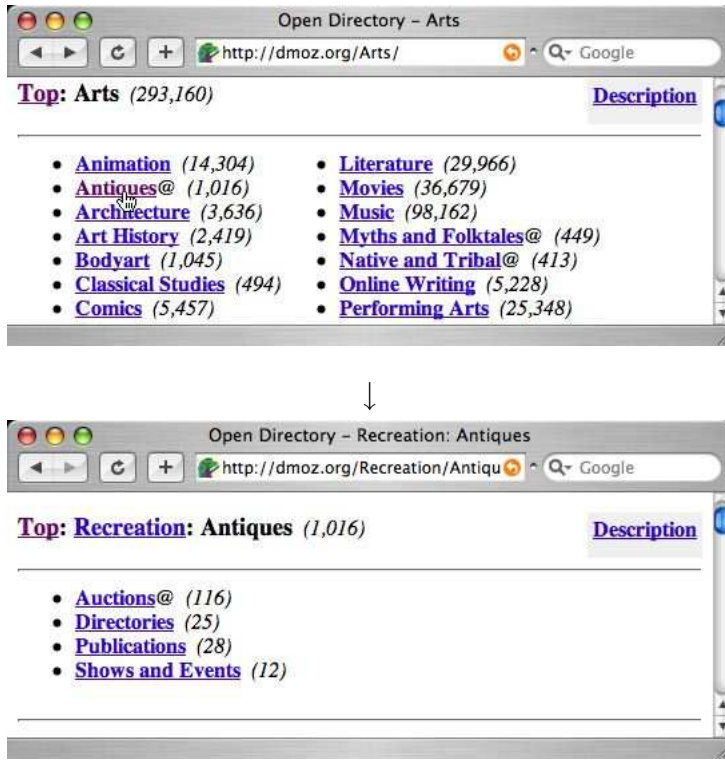 Open Directory – Arts
http://dmoz.org/Arts/
Google
Top: Arts (293,160)
Description
Animation (14,304)
Antiques@ (1,016)
Architecture (3,636)
Art History (2,419)
Bodyart (1,045)
Classical Studies (494)
Comics (5,457)
Literature (29,966)
Movies (36,679)
Music (98,162)
Myths and Folktales@ (449)
Native and Tribal@ (413)
Online Writing (5,228)
Performing Arts (25,348)
↓
Open Directory – Recreation: Antiques
http://dmoz.org/Recreation/Antiqu
Google
Top: Recreation: Antiques (1,016)
Description
Auctions@ (116)
Directories (25)
Publications (28)
Shows and Events (12)